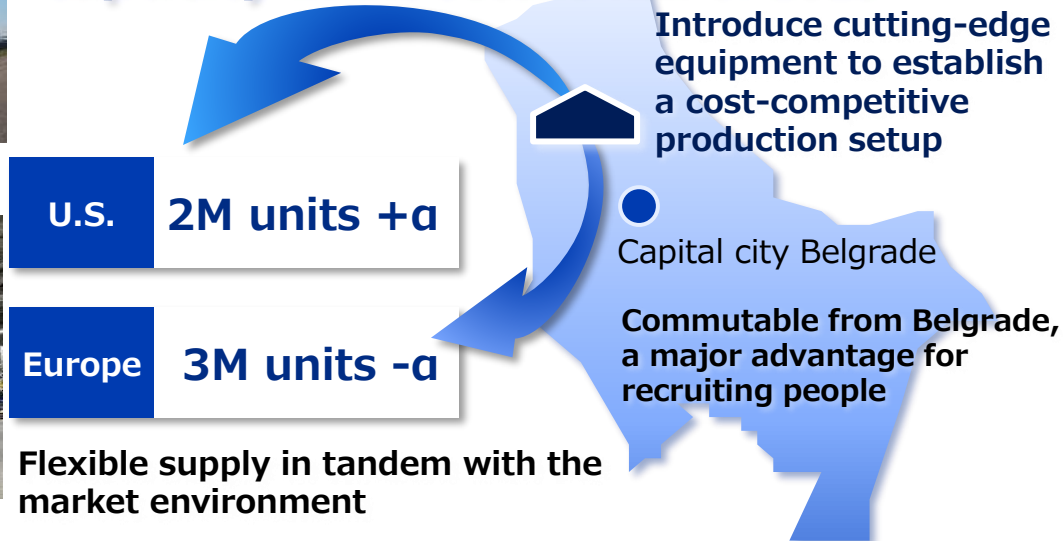 Introduce cutting-edge
equipment to establish
a cost-competitive
production setup
U.S.
2M units +α
Capital city Belgrade
Europe
3M units -α
Commutable from Belgrade,
a major advantage for
recruiting people
Flexible supply in tandem with the
market environment